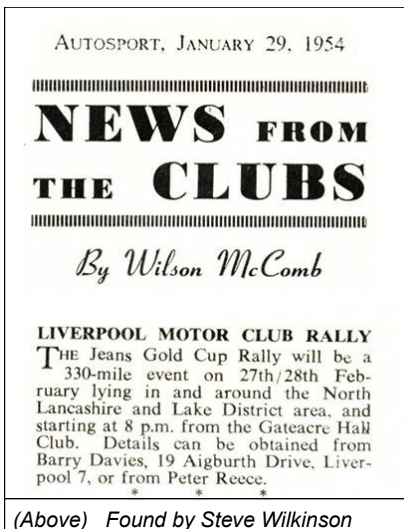 AUTOSPORT, JANUARY 29, 1954
NEWS FROM
THE CLUBS
By Wilson McComb
LIVERPOOL MOTOR CLUB RALLY
THE Jeans Gold Cup Rally will be a
330-mile event on 27th/28th Feb-
ruary lying in and around the North
Lancashire and Lake District area, and
starting at 8 p.m. from the Gateacre Hall
Club. Details can be obtained from
Barry Davies, 19 Aigburth Drive, Liver-
pool 7, or from Peter Reece.
* * *
(Above) Found by Steve Wilkinson